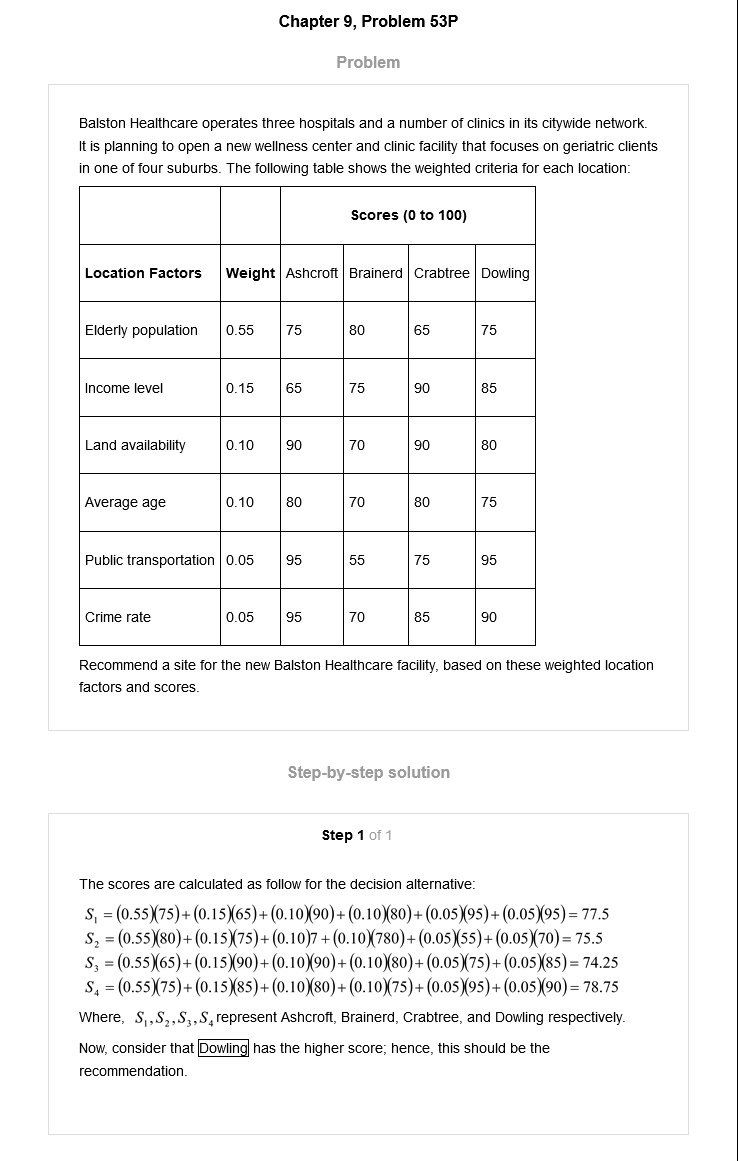 Chapter 9, Problem 53P
Problem
Balston Healthcare operates three hospitals and a number of clinics in its citywide network.
It is planning to open a new wellness center and clinic facility that focuses on geriatric clients
in one of four suburbs. The following table shows the weighted criteria for each location:
Scores (0 to 100)
Location Factors Weight Ashcroft Brainerd Crabtree Dowling
Elderly population 0.55 75 80 65 75
Income level 0.15 65 75 90 85
Land availability 0.10 90 70 90 80
Average age 0.10 80 70 80 75
Public transportation 0.05 95 55 75 95
Crime rate 0.05 95 70 85 90
Recommend a site for the new Balston Healthcare facility, based on these weighted location
factors and scores.
Step-by-step solution
Step 1 of 1
The scores are calculated as follow for the decision alternative:
S₁ = (0.55)(75)+(0.15)(65)+(0.10)(90)+(0.10)(80)+(0.05)(95)+(0.05)(95)= 77.5
S₂ = (0.55)(80)+(0.15)(75)+(0.10)7+(0.10)(780)+(0.05)(55)+(0.05)(70)= 75.5
S₃ = (0.55)(65)+(0.15)(90)+(0.10)(90)+(0.10)(80)+(0.05)(75)+(0.05)(85)= 74.25
S₄ = (0.55)(75)+(0.15)(85)+(0.10)(80)+(0.10)(75)+(0.05)(95)+(0.05)(90)= 78.75
Where, S₁,S₂,S₃,S₄ represent Ashcroft, Brainerd, Crabtree, and Dowling respectively.
Now, consider that Dowling has the higher score; hence, this should be the
recommendation.